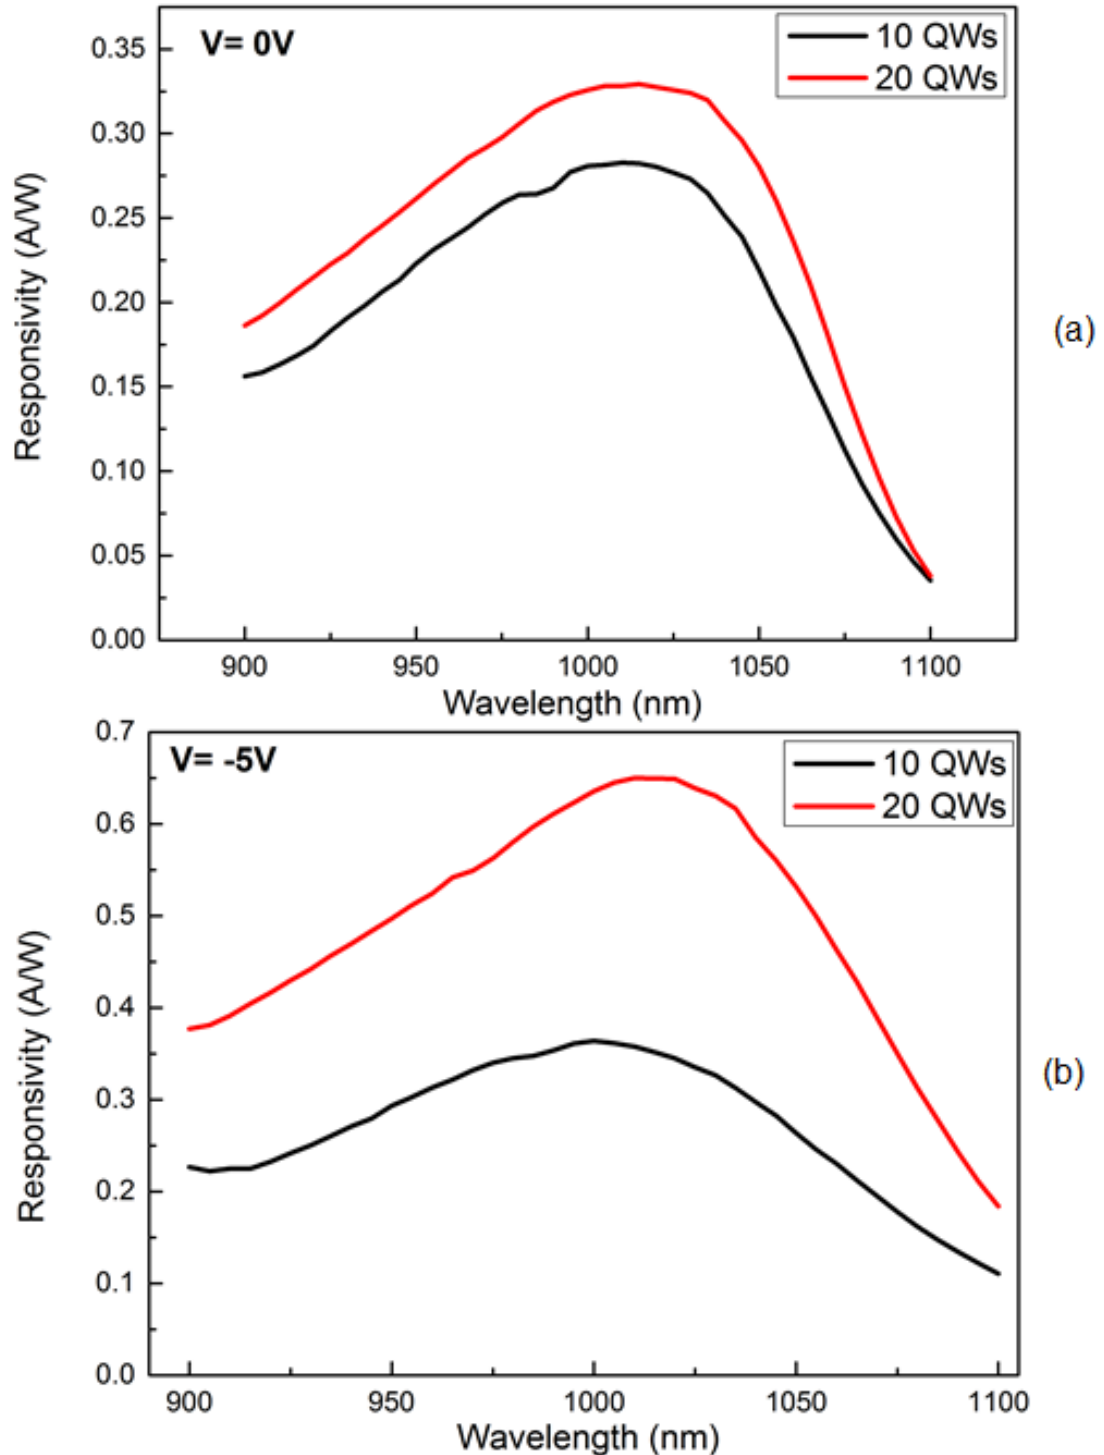 V= 0V
10 QWs
20 QWs
0.35
0.30
0.25
0.20
0.15
0.10
0.05
0.00
Responsivity (A/W)
900 950 1000 1050 1100
Wavelength (nm)
(a)
V= -5V
10 QWs
20 QWs
0.7
0.6
0.5
0.4
0.3
0.2
0.1
0.0
Responsivity (A/W)
900 950 1000 1050 1100
Wavelength (nm)
(b)